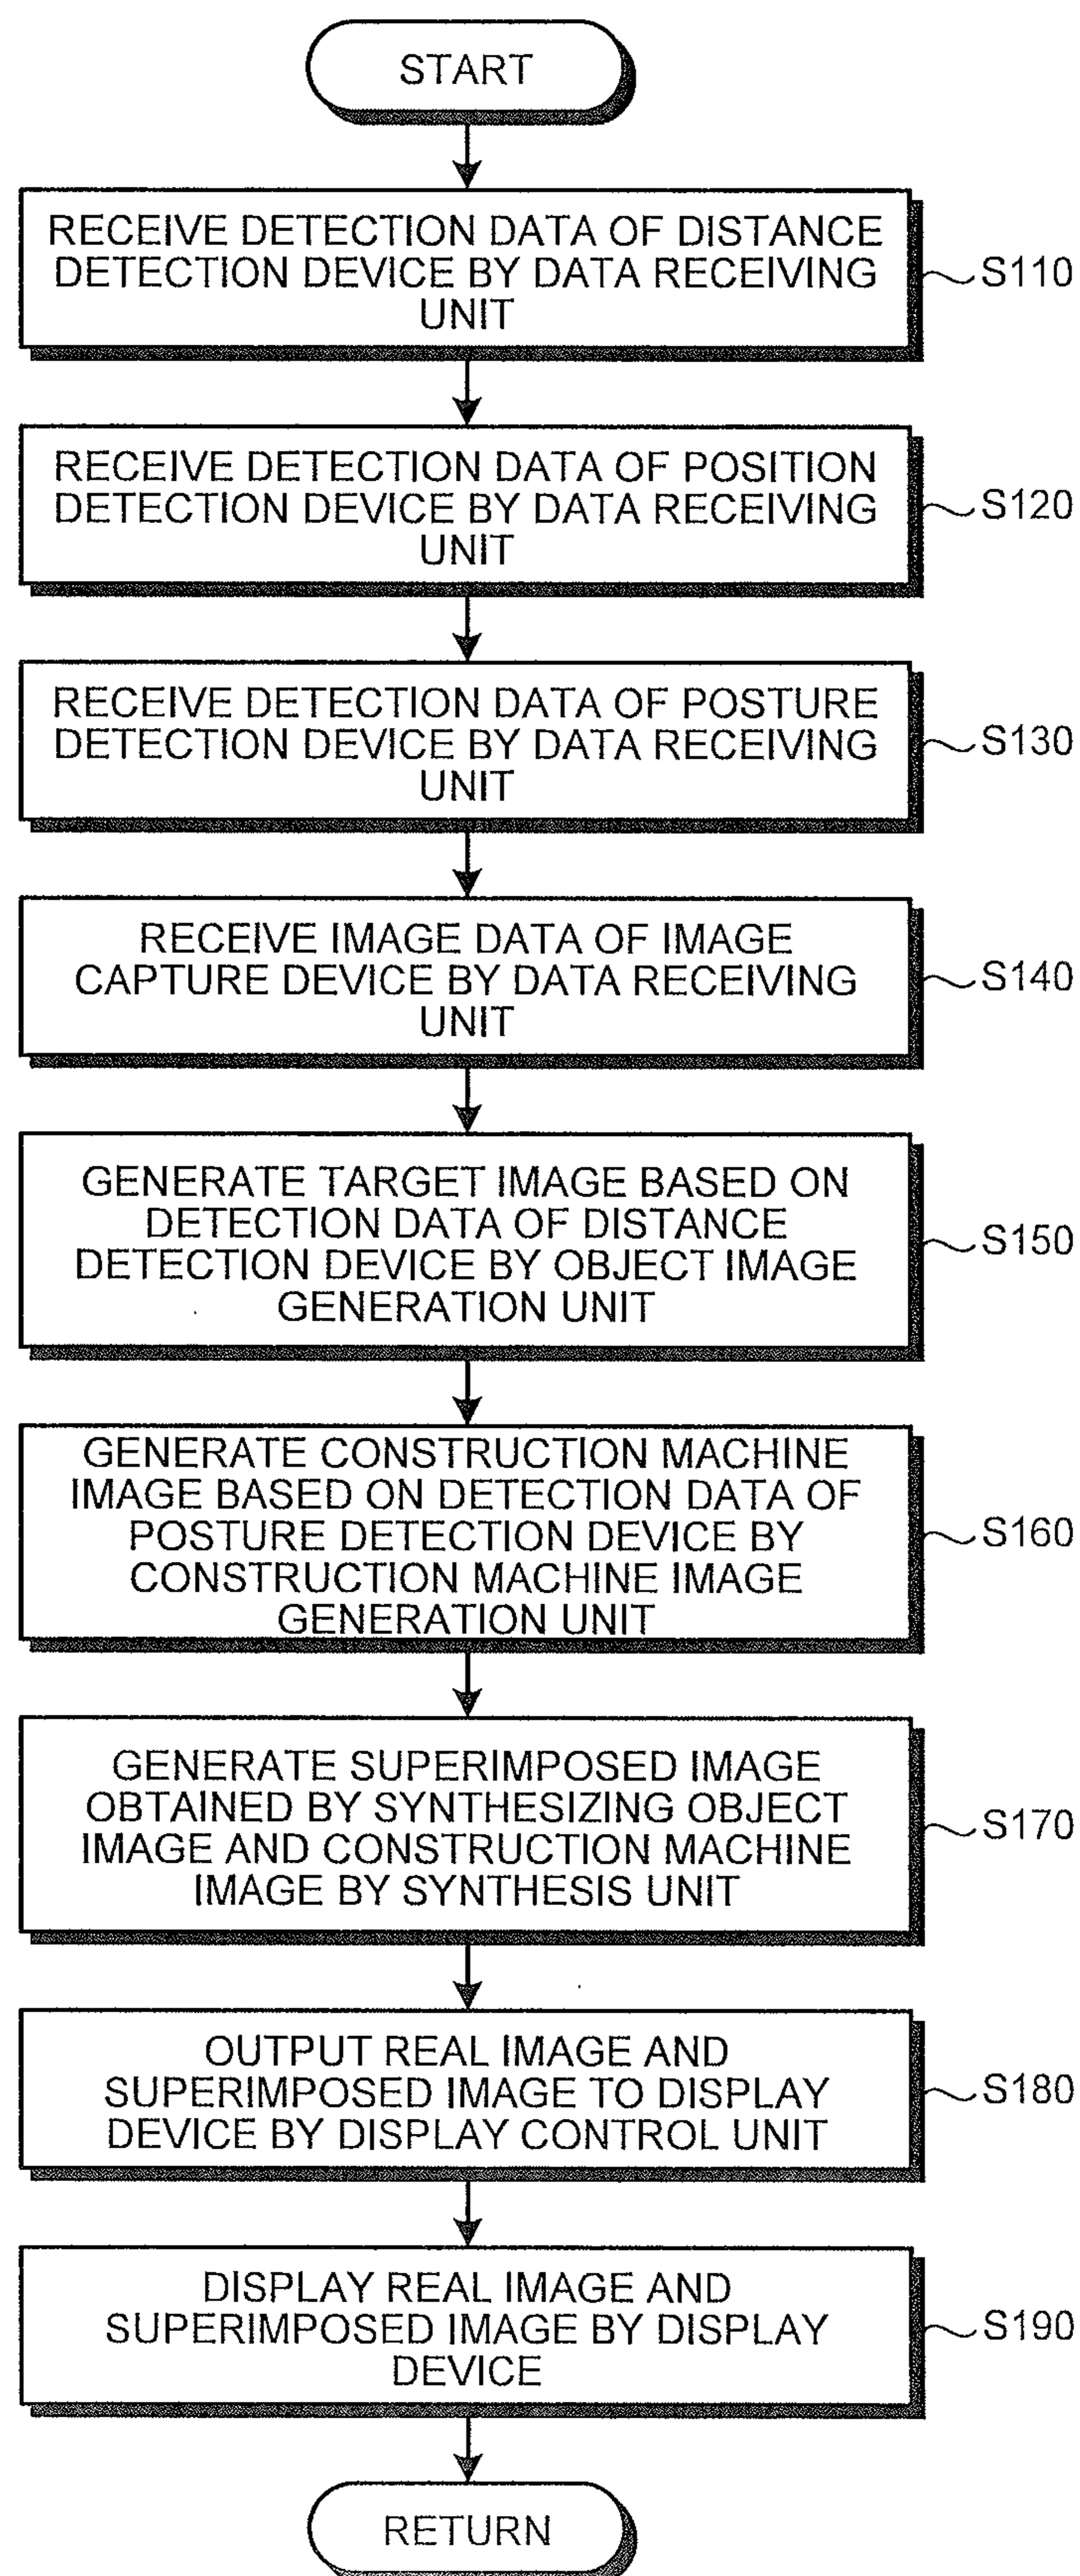 START
RECEIVE DETECTION DATA OF DISTANCE
DETECTION DEVICE BY DATA RECEIVING
UNIT
S110
RECEIVE DETECTION DATA OF POSITION
DETECTION DEVICE BY DATA RECEIVING
UNIT
S120
RECEIVE DETECTION DATA OF POSTURE
DETECTION DEVICE BY DATA RECEIVING
UNIT
S130
RECEIVE IMAGE DATA OF IMAGE
CAPTURE DEVICE BY DATA RECEIVING
UNIT
S140
GENERATE TARGET IMAGE BASED ON
DETECTION DATA OF DISTANCE
DETECTION DEVICE BY OBJECT IMAGE
GENERATION UNIT
S150
GENERATE CONSTRUCTION MACHINE
IMAGE BASED ON DETECTION DATA OF
POSTURE DETECTION DEVICE BY
CONSTRUCTION MACHINE IMAGE
GENERATION UNIT
S160
GENERATE SUPERIMPOSED IMAGE
OBTAINED BY SYNTHESIZING OBJECT
IMAGE AND CONSTRUCTION MACHINE
IMAGE BY SYNTHESIS UNIT
S170
OUTPUT REAL IMAGE AND
SUPERIMPOSED IMAGE TO DISPLAY
DEVICE BY DISPLAY CONTROL UNIT
S180
DISPLAY REAL IMAGE AND
SUPERIMPOSED IMAGE BY DISPLAY
DEVICE
S190
RETURN